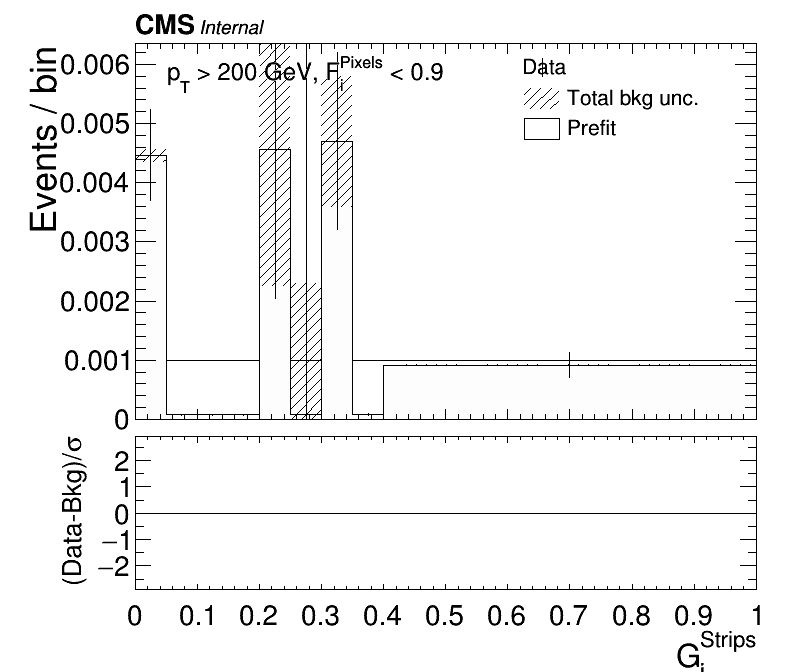 CMS Internal
p_T > 200 GeV, F_i^Pixels < 0.9
Data
Total bkg unc.
Prefit
Events / bin
0.006
0.005
0.004
0.003
0.002
0.001
0
(Data-Bkg)/σ
2
1
0
−1
−2
0 0.1 0.2 0.3 0.4 0.5 0.6 0.7 0.8 0.9 1
G_i^Strips